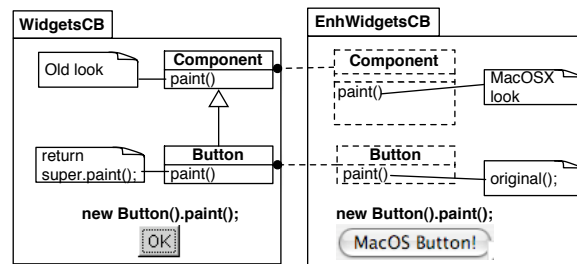 WidgetsCB
Old look
Component
paint()
return
super.paint();
Button
paint()
new Button().paint();
OK
EnhWidgetsCB
Component
paint()
MacOSX
look
Button
paint()
original();
new Button().paint();
MacOS Button!